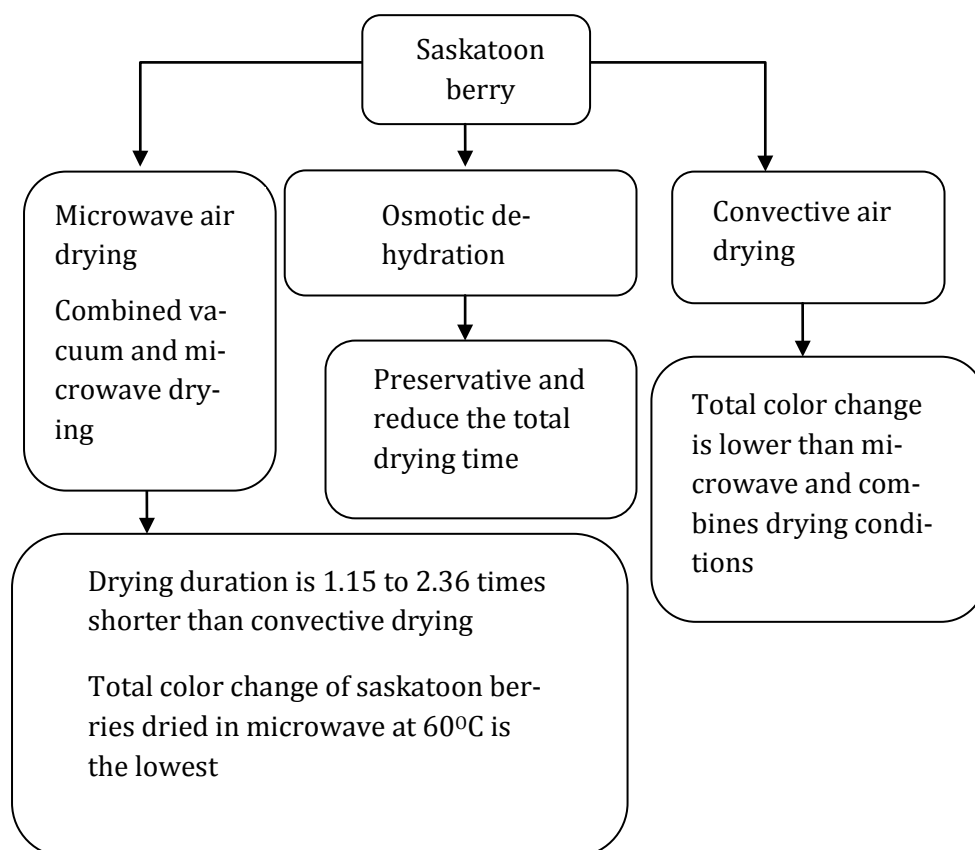 Saskatoon
berry
Microwave air
drying
Combined va-
cuum and mi-
crowave dry-
ing
Osmotic de-
hydration
Convective air
drying
Preservative and
reduce the total
drying time
Total color change
is lower than mi-
crowave and com-
bines drying condi-
tions
Drying duration is 1.15 to 2.36 times
shorter than convective drying
Total color change of saskatoon ber-
ries dried in microwave at 60⁰C is
the lowest